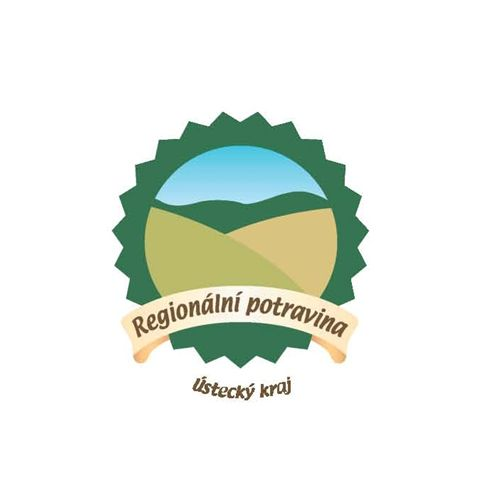 Regionální potravina
Ústecký kraj